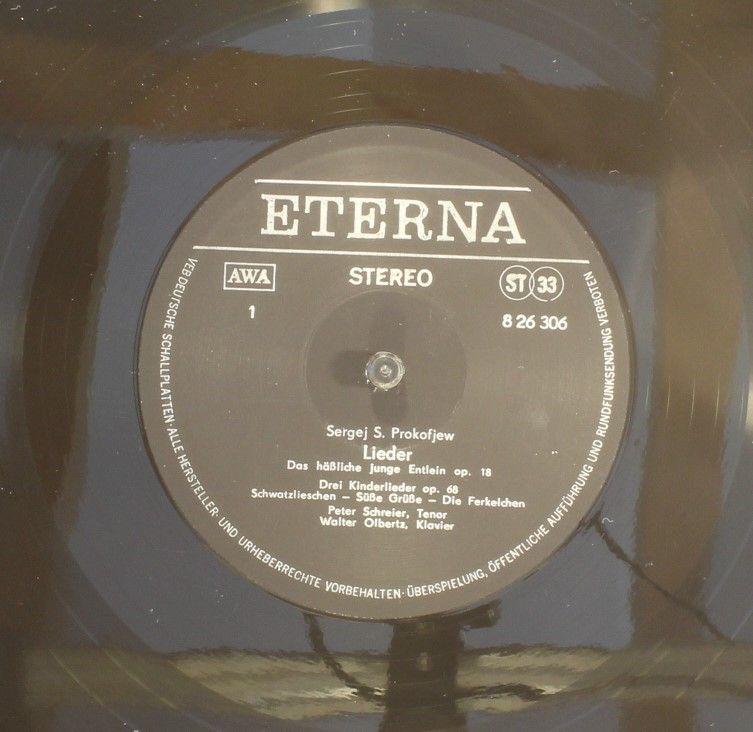 ETERNA
AWA
STEREO
ST 33
1
8 26 306
Sergej S. Prokofjew
Lieder
Das häßliche junge Entlein op. 18
Drei Kinderlieder op. 68
Schwatzlieschen – Süße Grüße – Die Ferkelchen
Peter Schreier, Tenor
Walter Olbertz, Klavier
VEB DEUTSCHE SCHALLPLATTEN · ALLE HERSTELLER- UND URHEBERRECHTE VORBEHALTEN · ÜBERSPIELUNG, ÖFFENTLICHE AUFFÜHRUNG UND RUNDFUNKSENDUNG VERBOTEN